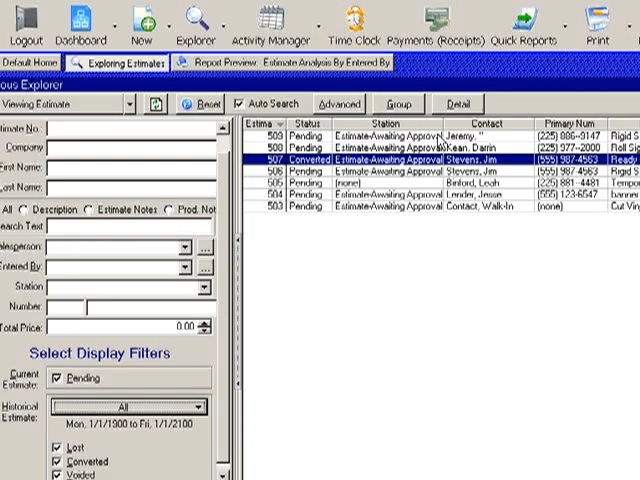 Logout Dashboard New Explorer Activity Manager Time Clock Payments (Receipts) Quick Reports Print
Default Home Exploring Estimates Report Preview: Estimate Analysis By Entered By
ous Explorer
Viewing Estimate Reset Auto Search Advanced Group Detail
Estima Status Station Contact Primary Num
509 Pending Estimate-Awaiting Approval Jeremy, " (225) 886-9147 Rigid S
508 Pending Estimate-Awaiting Approval Kean, Darrin (225) 977-2000 Roll Sig
507 Converted Estimate-Awaiting Approval Stevens, Jim (555) 987-4563 Ready
506 Pending Estimate-Awaiting Approval Stevens, Jim (555) 987-4563 Rigid S
505 Pending (none) Binford, Leah (225) 881-4481 Tempor
504 Pending Estimate-Awaiting Approval Lender, Jesse (555) 123-6547 banner
503 Pending Estimate-Awaiting Approval Contact, Walk-In (none) Cut Vin
timate No.:
Company
First Name:
Last Name:
All Description Estimate Notes Prod. Not
earch Text
alesperson:
Entered By:
Station
Number:
Total Price: 0.00
Select Display Filters
Current Estimate: Pending
Historical Estimate: All
Mon, 1/1/1900 to Fri, 1/1/2100
Lost
Converted
Voided